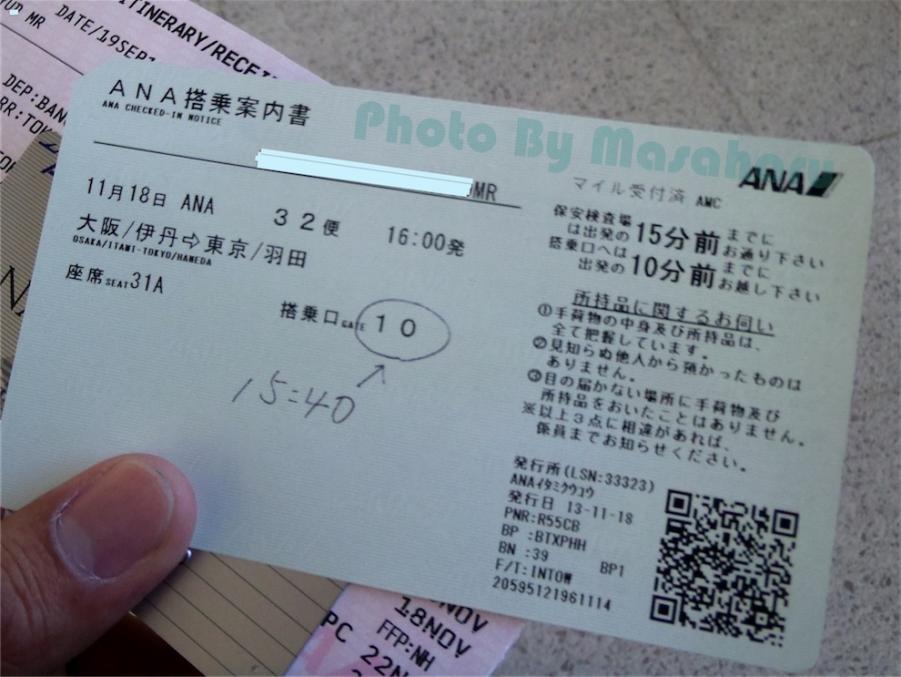 ITINERARY/RECEI
MR
DATE/19SEP
DEP:BAN
ARR:TOK
ANA搭乗案内書
ANA CHECKED-IN NOTICE
Photo By Masaharu
MR
マイル受付済 AMC
ANA
11月18日 ANA
32便
16:00発
大阪/伊丹⇨東京/羽田
OSAKA/ITAMI-TOKYO/HANEDA
座席 SEAT 31A
搭乗口 GATE 10
15:40
保安検査場
は出発の15分前までに
お通り下さい
搭乗口へは
出発の10分前までに
お越し下さい
所持品に関するお伺い
①手荷物の中身及び所持品は、
全て把握しています。
②見知らぬ他人から預かったものは
ありません。
③目の届かない場所に手荷物及び
所持品をおいたことはありません。
※以上3点に相違があれば、
係員までお知らせください。
発行所(LSN:33323)
ANAイタミクウコウ
発行日 13-11-18
PNR:R55CB
BP :BTXPHH
BN :39 BP1
F/T:INTOW
20595121961114
18NOV
FFP:NH
PC
22N